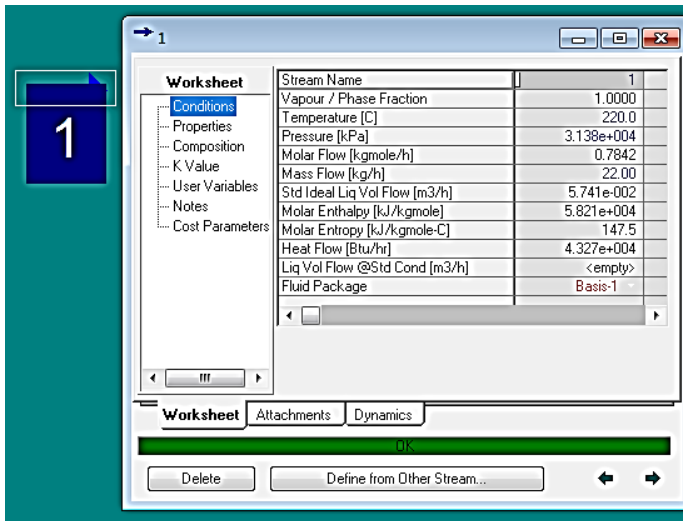 1
1
Worksheet
Conditions
Properties
Composition
K Value
User Variables
Notes
Cost Parameters
Stream Name 1
Vapour / Phase Fraction 1.0000
Temperature [C] 220.0
Pressure [kPa] 3.138e+004
Molar Flow [kgmole/h] 0.7842
Mass Flow [kg/h] 22.00
Std Ideal Liq Vol Flow [m3/h] 5.741e-002
Molar Enthalpy [kJ/kgmole] 5.821e+004
Molar Entropy [kJ/kgmole-C] 147.5
Heat Flow [Btu/hr] 4.327e+004
Liq Vol Flow @Std Cond [m3/h] <empty>
Fluid Package Basis-1
Worksheet Attachments Dynamics
OK
Delete Define from Other Stream...